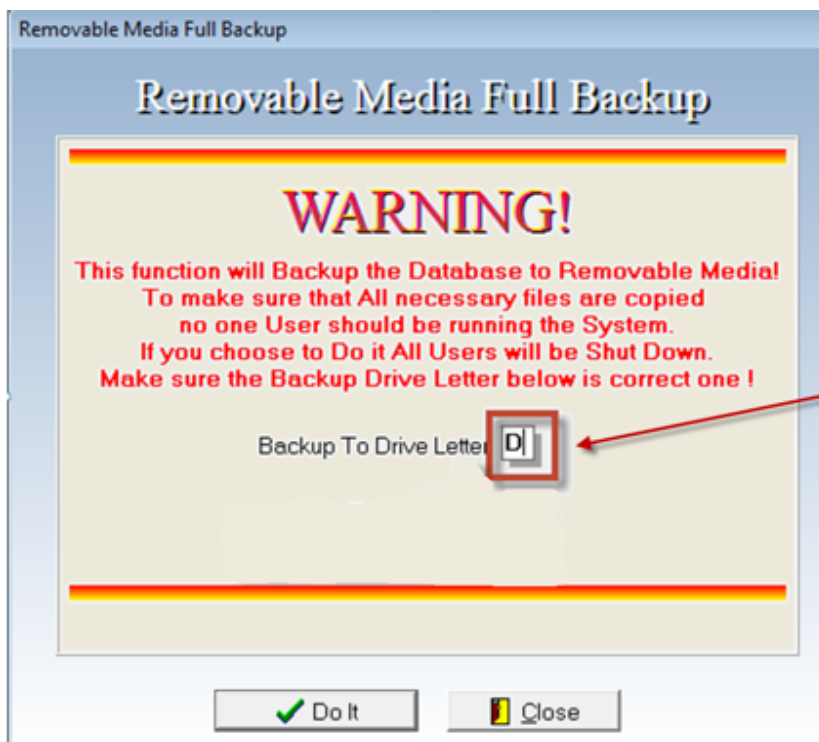 Removable Media Full Backup
Removable Media Full Backup
WARNING!
This function will Backup the Database to Removable Media!
To make sure that All necessary files are copied
no one User should be running the System.
If you choose to Do it All Users will be Shut Down.
Make sure the Backup Drive Letter below is correct one !
Backup To Drive Letter D
Do It Close